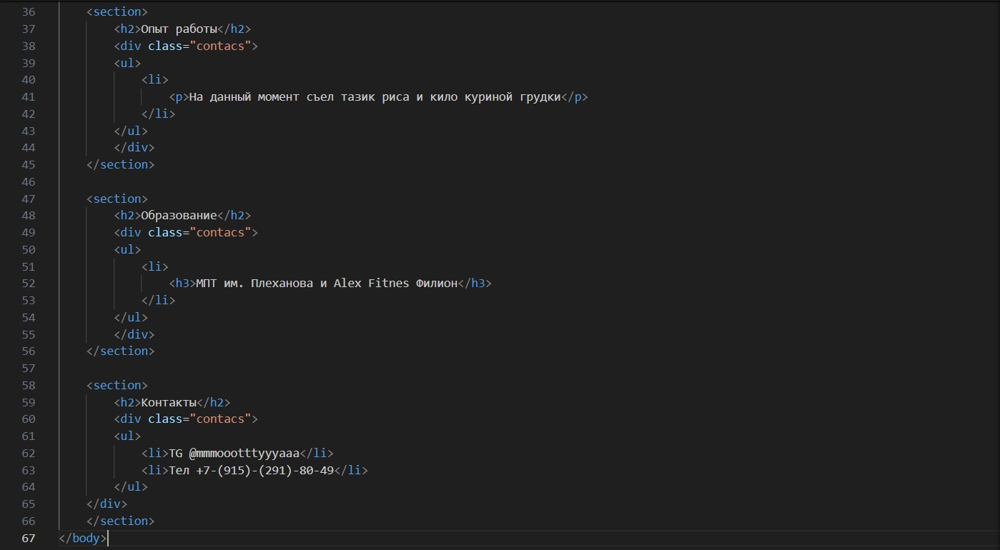 36 <section>
37 <h2>Опыт работы</h2>
38 <div class="contacs">
39 <ul>
40 <li>
41 <p>На данный момент съел тазик риса и кило куриной грудки</p>
42 </li>
43 </ul>
44 </div>
45 </section>
46
47 <section>
48 <h2>Образование</h2>
49 <div class="contacs">
50 <ul>
51 <li>
52 <h3>МПТ им. Плеханова и Alex Fitnes Филион</h3>
53 </li>
54 </ul>
55 </div>
56 </section>
57
58 <section>
59 <h2>Контакты</h2>
60 <div class="contacs">
61 <ul>
62 <li>TG @mmmoootttyyyaaa</li>
63 <li>Тел +7-(915)-(291)-80-49</li>
64 </ul>
65 </div>
66 </section>
67 </body>